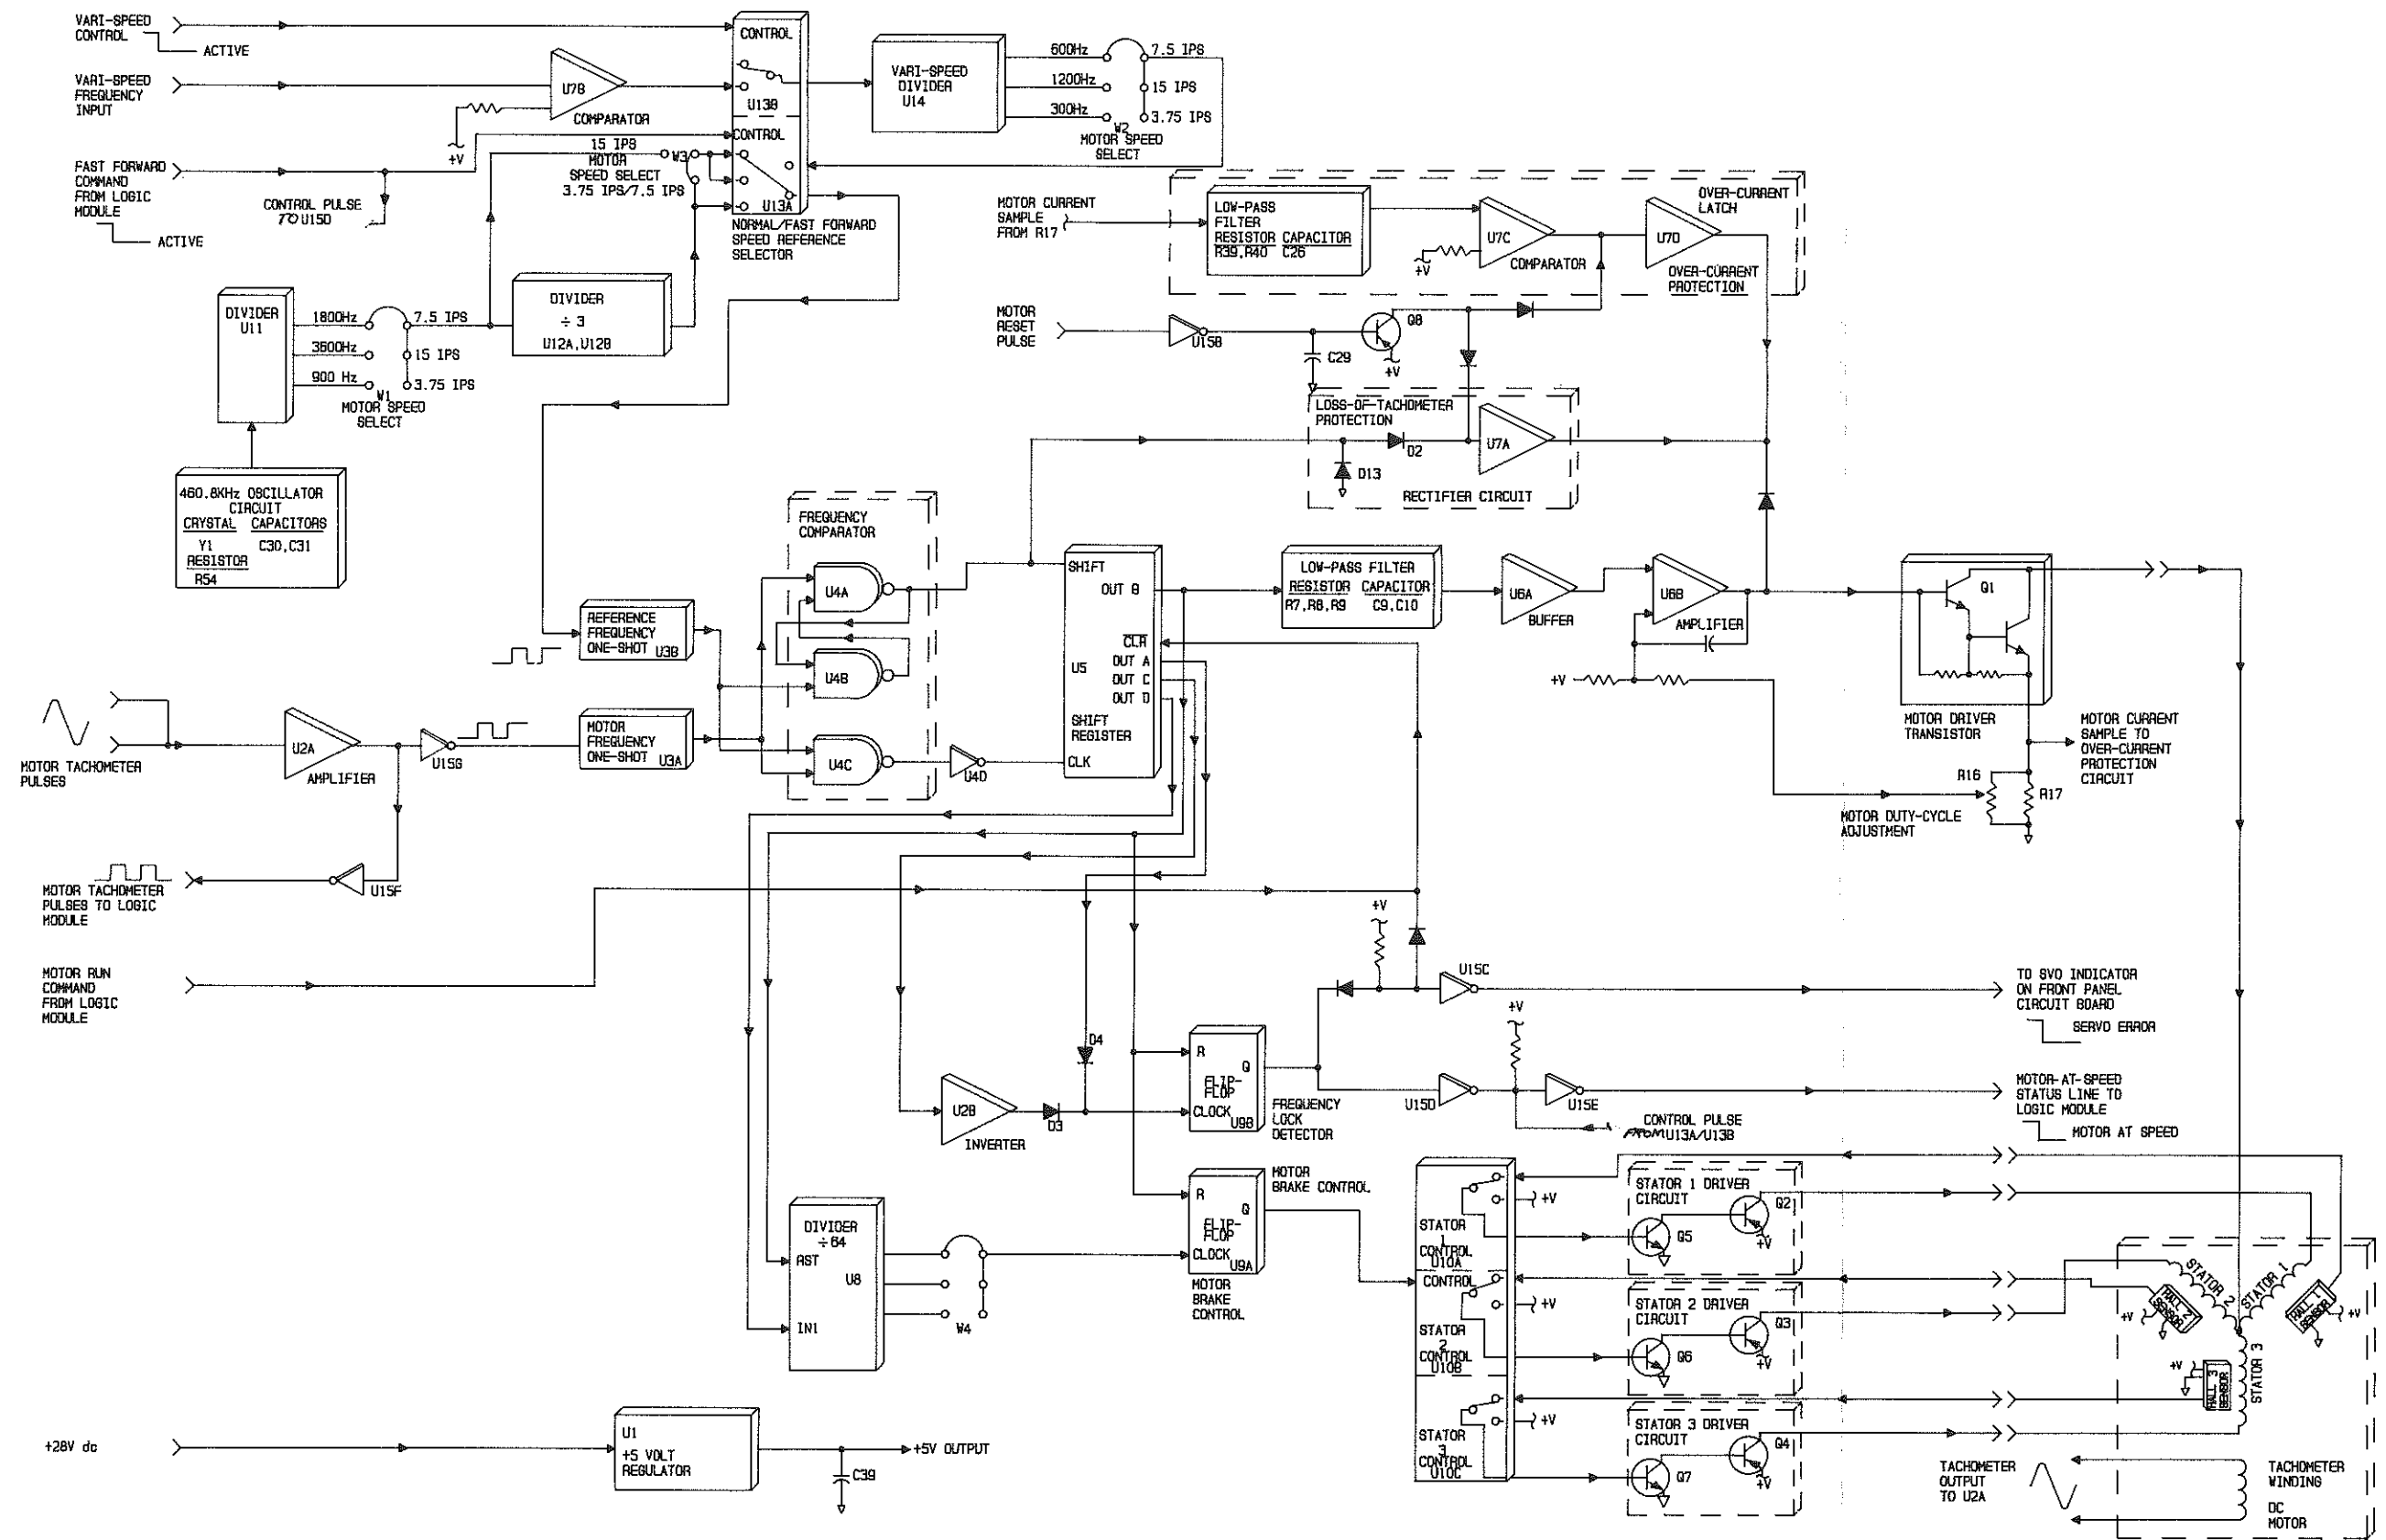 VARI-SPEED
CONTROL
ACTIVE
VARI-SPEED
FREQUENCY
INPUT
U7B
COMPARATOR
+V
CONTROL
U13B
CONTROL
U13A
NORMAL/FAST FORWARD
SPEED REFERENCE
SELECTOR
VARI-SPEED
DIVIDER
U14
600Hz
1200Hz
300Hz
7.5 IPS
15 IPS
3.75 IPS
W2
MOTOR SPEED
SELECT
FAST FORWARD
COMMAND
FROM LOGIC
MODULE
ACTIVE
CONTROL PULSE
TO U15D
15 IPS
MOTOR
SPEED SELECT
3.75 IPS/7.5 IPS
W3
DIVIDER
U11
1800Hz
3600Hz
900 Hz
7.5 IPS
15 IPS
3.75 IPS
W1
MOTOR SPEED
SELECT
DIVIDER
÷ 3
U12A,U12B
460.8KHz OSCILLATOR
CIRCUIT
CRYSTAL CAPACITORS
Y1 C30,C31
RESISTOR
R54
MOTOR CURRENT
SAMPLE
FROM R17
LOW-PASS
FILTER
RESISTOR CAPACITOR
R39,R40 C26
+V
U7C
COMPARATOR
OVER-CURRENT
LATCH
U7D
OVER-CURRENT
PROTECTION
MOTOR
RESET
PULSE
U15B
C29
Q8
+V
LOSS-OF-TACHOMETER
PROTECTION
D2
D13
U7A
RECTIFIER CIRCUIT
FREQUENCY
COMPARATOR
U4A
U4B
U4C
U4D
REFERENCE
FREQUENCY
ONE-SHOT U3B
MOTOR
FREQUENCY
ONE-SHOT U3A
MOTOR TACHOMETER
PULSES
U2A
AMPLIFIER
U15G
U15F
MOTOR TACHOMETER
PULSES TO LOGIC
MODULE
SHIFT
OUT B
CLR
OUT A
OUT C
OUT D
U5
SHIFT
REGISTER
CLK
LOW-PASS FILTER
RESISTOR CAPACITOR
R7,R8,R9 C9,C10
U6A
BUFFER
U6B
AMPLIFIER
+V
Q1
MOTOR DRIVER
TRANSISTOR
MOTOR CURRENT
SAMPLE TO
OVER-CURRENT
PROTECTION
CIRCUIT
R16
R17
MOTOR DUTY-CYCLE
ADJUSTMENT
MOTOR RUN
COMMAND
FROM LOGIC
MODULE
+V
U15C
TO SVO INDICATOR
ON FRONT PANEL
CIRCUIT BOARD
SERVO ERROR
D4
U2B
INVERTER
D3
R
Q
FLIP-
FLOP
CLOCK
U9B
FREQUENCY
LOCK
DETECTOR
+V
U15D
U15E
CONTROL PULSE
FROM U13A/U13B
MOTOR-AT-SPEED
STATUS LINE TO
LOGIC MODULE
MOTOR AT SPEED
DIVIDER
÷64
RST
U8
IN1
W4
R
Q
FLIP-
FLOP
CLOCK
U9A
MOTOR
BRAKE CONTROL
MOTOR
BRAKE
CONTROL
+V
STATOR
1
CONTROL
U10A
CONTROL
+V
STATOR
2
CONTROL
U10B
+V
STATOR
3
CONTROL
U10C
STATOR 1 DRIVER
CIRCUIT
Q2
Q5
+V
STATOR 2 DRIVER
CIRCUIT
Q3
Q6
+V
STATOR 3 DRIVER
CIRCUIT
Q4
Q7
+V
STATOR 2
STATOR 1
HALL 2
SENSOR
+V
HALL 1
SENSOR
+V
HALL 3
SENSOR
+V
STATOR 3
TACHOMETER
OUTPUT
TO U2A
TACHOMETER
WINDING
DC
MOTOR
+28V dc
U1
+5 VOLT
REGULATOR
+5V OUTPUT
C39